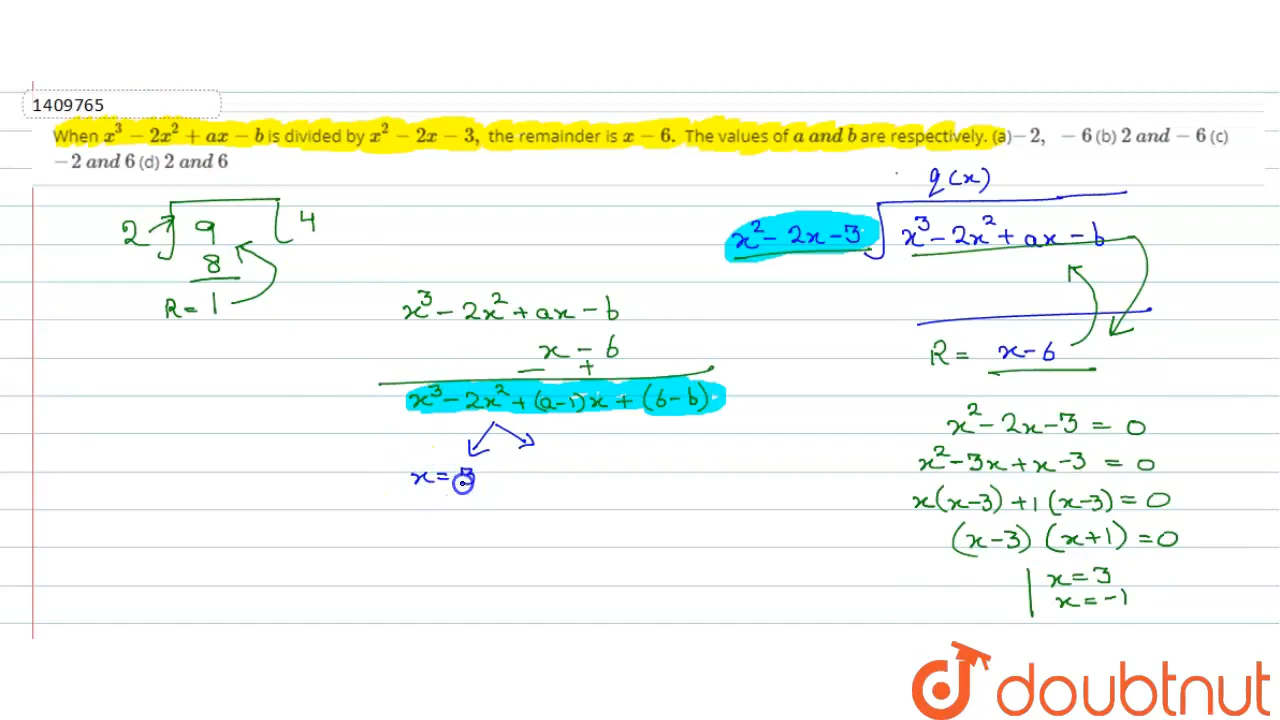 1409765
When x³ − 2x² + ax − b is divided by x² − 2x − 3, the remainder is x − 6. The values of a and b are respectively. (a)− 2, − 6 (b) 2 and − 6 (c)
−2 and 6 (d) 2 and 6
q(x)
2 9 4
8
R = 1
x² − 2x − 3 x³ − 2x² + ax − b
x³ − 2x² + ax − b
x − 6
− +
R = x − 6
x³ − 2x² + (a−1)x + (6−b)
x = 3
x² − 2x − 3 = 0
x² − 3x + x − 3 = 0
x(x−3) + 1(x−3) = 0
(x−3) (x+1) = 0
x = 3
x = −1
doubtnut